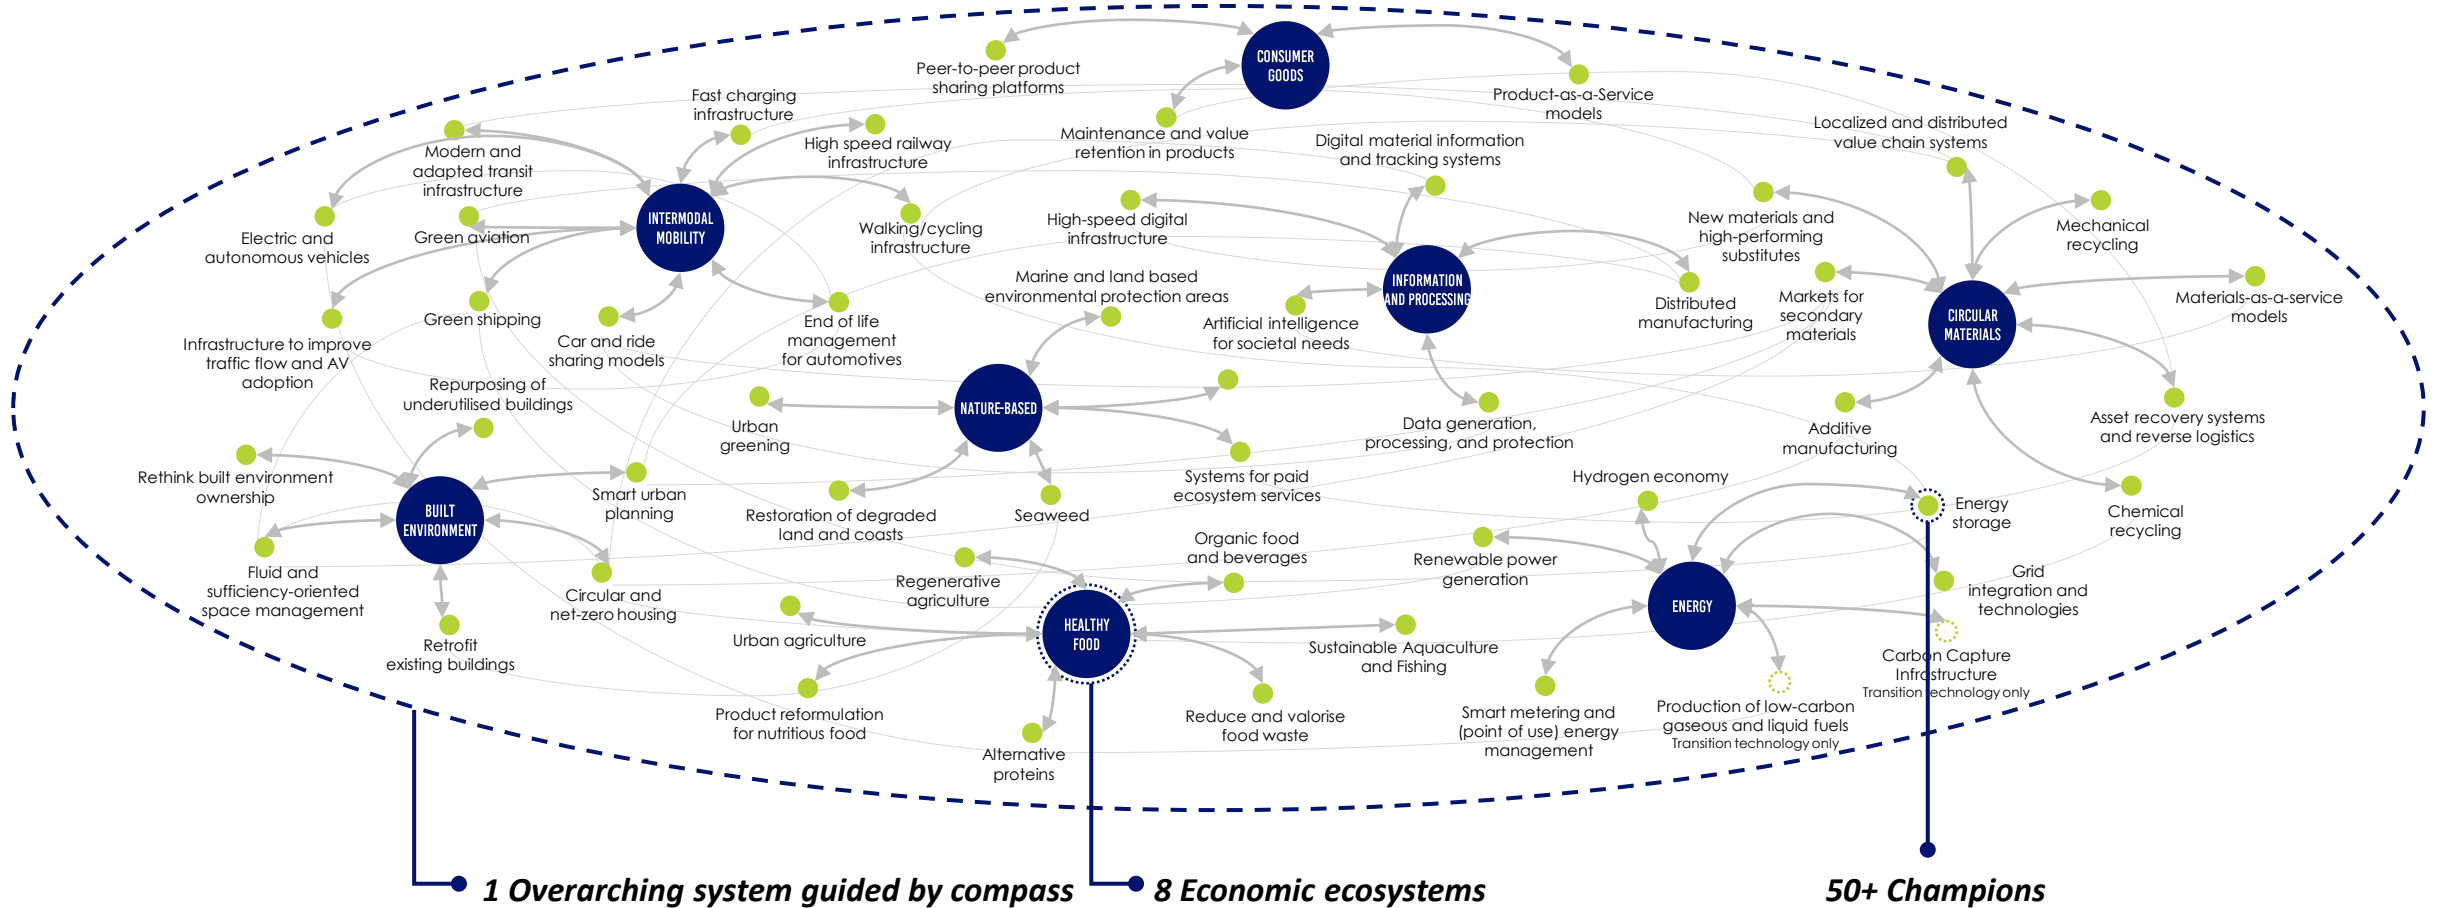 CONSUMER
GOODS
Peer-to-peer product
sharing platforms
Product-as-a-Service
models
Maintenance and value
retention in products
Fast charging
infrastructure
High speed railway
infrastructure
Modern and
adapted transit
infrastructure
INTERMODAL
MOBILITY
Electric and
autonomous vehicles
Green aviation
Walking/cycling
infrastructure
Green shipping
Infrastructure to improve
traffic flow and AV
adoption
Car and ride
sharing models
End of life
management
for automotives
Digital material information
and tracking systems
High-speed digital
infrastructure
INFORMATION
AND PROCESSING
Artificial intelligence
for societal needs
Distributed
manufacturing
Data generation,
processing, and protection
Localized and distributed
value chain systems
New materials and
high-performing
substitutes
Mechanical
recycling
Markets for
secondary
materials
CIRCULAR
MATERIALS
Materials-as-a-service
models
Additive
manufacturing
Asset recovery systems
and reverse logistics
Chemical
recycling
Marine and land based
environmental protection areas
NATURE-BASED
Urban
greening
Restoration of degraded
land and coasts
Seaweed
Systems for paid
ecosystem services
Repurposing of
underutilised buildings
Rethink built environment
ownership
BUILT
ENVIRONMENT
Smart urban
planning
Fluid and
sufficiency-oriented
space management
Circular and
net-zero housing
Retrofit
existing buildings
Organic food
and beverages
Regenerative
agriculture
Urban agriculture
HEALTHY
FOOD
Sustainable Aquaculture
and Fishing
Product reformulation
for nutritious food
Alternative
proteins
Reduce and valorise
food waste
Hydrogen economy
Renewable power
generation
Energy
storage
ENERGY
Grid
integration and
technologies
Carbon Capture
Infrastructure
Transition technology only
Smart metering and
(point of use) energy
management
Production of low-carbon
gaseous and liquid fuels
Transition technology only
1 Overarching system guided by compass
8 Economic ecosystems
50+ Champions